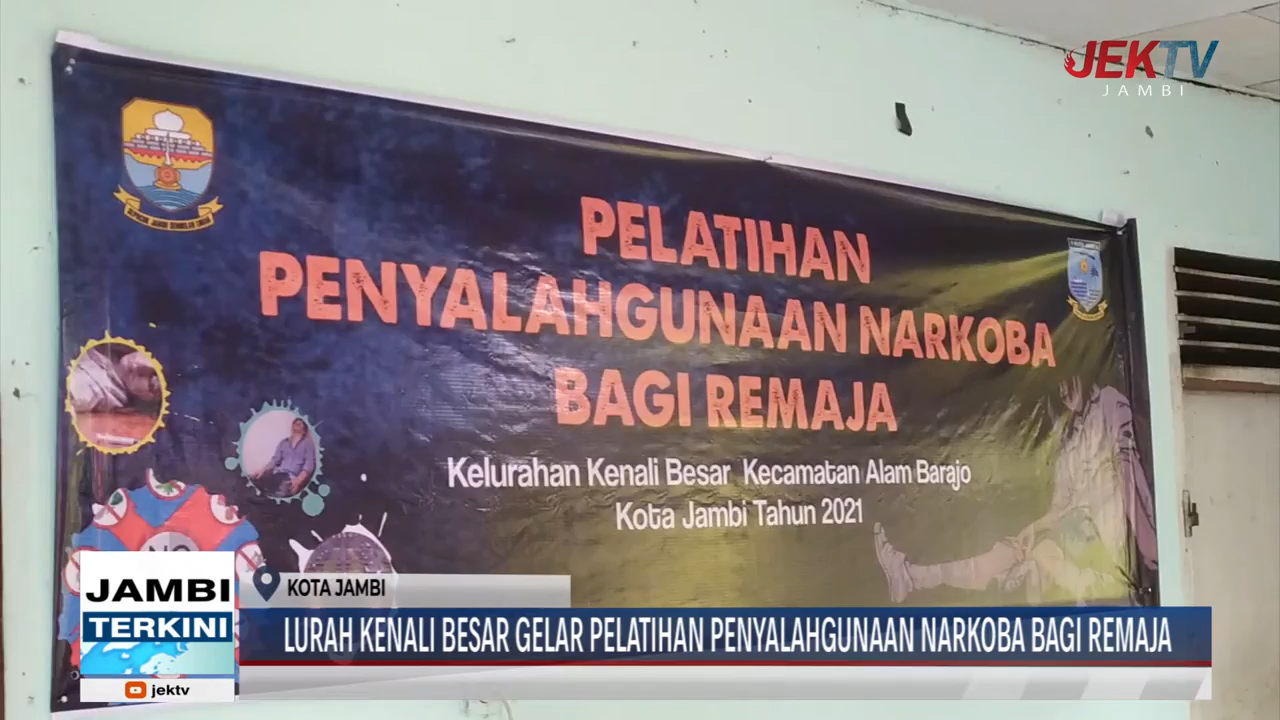 JEKTV
JAMBI
PELATIHAN
PENYALAHGUNAAN NARKOBA
BAGI REMAJA
Kelurahan Kenali Besar Kecamatan Alam Barajo
Kota Jambi Tahun 2021
NO
JAMBI
TERKINI
jektv
KOTA JAMBI
LURAH KENALI BESAR GELAR PELATIHAN PENYALAHGUNAAN NARKOBA BAGI REMAJA